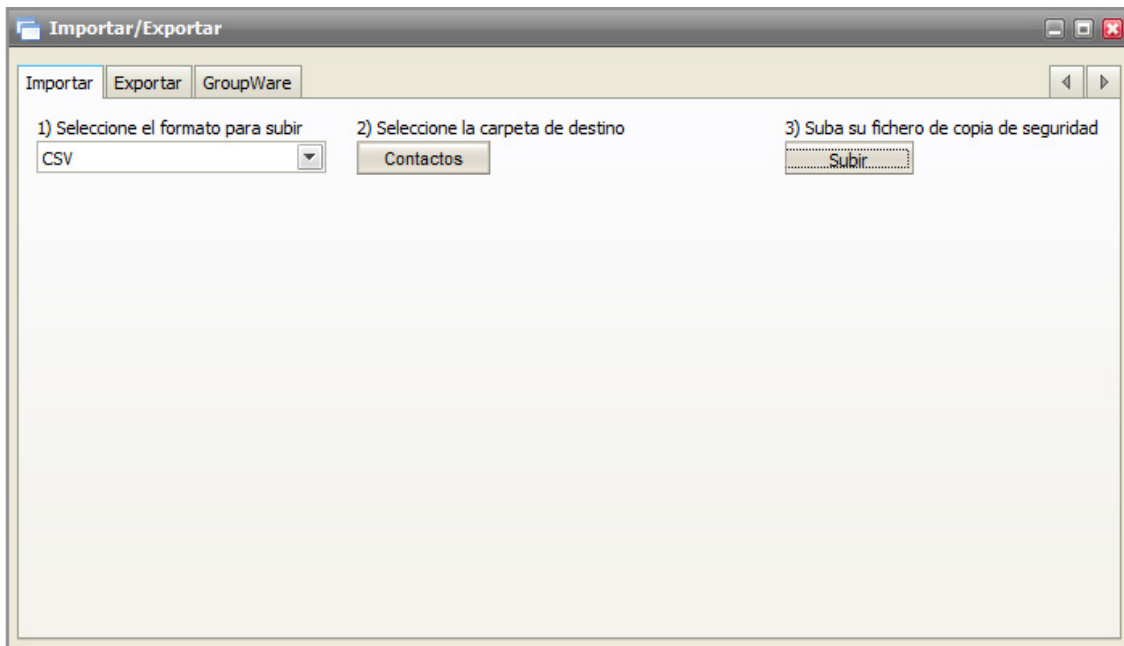 Importar/Exportar
Importar Exportar GroupWare
1) Seleccione el formato para subir 2) Seleccione la carpeta de destino 3) Suba su fichero de copia de seguridad
CSV Contactos Subir